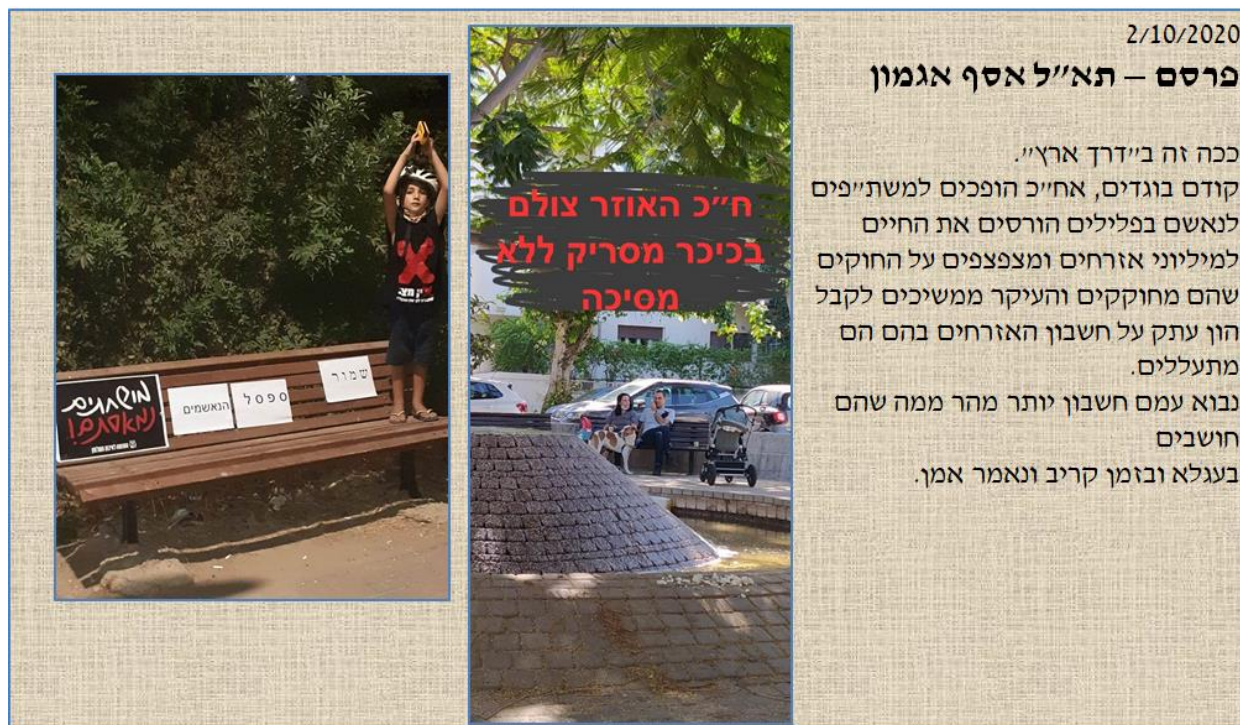 2/10/2020
פרסם – תא״ל אסף אגמון
ככה זה ב״דרך ארץ״.
קודם בוגדים, אח״כ הופכים למשת״פים
לנאשם בפלילים הורסים את החיים
למיליוני אזרחים ומצפצפים על החוקים
שהם מחוקקים והעיקר ממשיכים לקבל
הון עתק על חשבון האזרחים בהם הם
מתעללים.
נבוא עמם חשבון יותר מהר ממה שהם
חושבים
בעגלא ובזמן קריב ונאמר אמן.
ח״כ האוזר צולם
בכיכר מסריק ללא
מסיכה
שמור
ספסל
הנאשמים
מושחתים
נמאסתם!